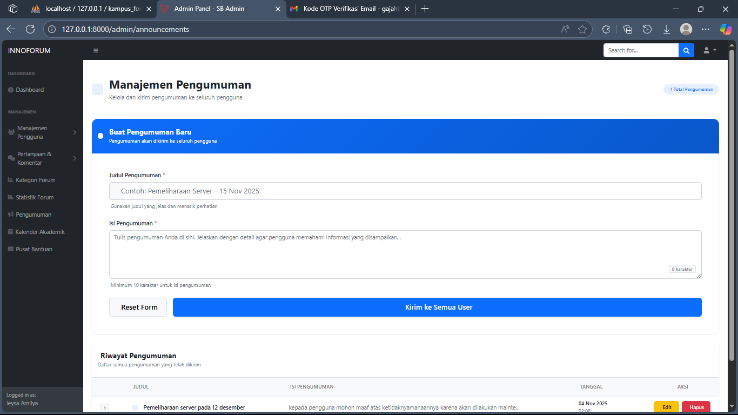 localhost / 127.0.0.1 / kampus_for
Admin Panel - SB Admin
Kode OTP Verifikasi Email - gajaht
127.0.0.1:8000/admin/announcements
INNOFORUM
Search for...
DASHBOARD
Dashboard
MANAJEMEN
Manajemen
Pengguna
Pertanyaan &
Komentar
Kategori Forum
Statistik Forum
Pengumuman
Kalender Akademik
Pusat Bantuan
Logged in as:
Manajemen Pengumuman
Kelola dan kirim pengumuman ke seluruh pengguna
1 Total Pengumuman
Buat Pengumuman Baru
Pengumuman akan dikirim ke seluruh pengguna
Judul Pengumuman *
Contoh: Pemeliharaan Server - 15 Nov 2025
Gunakan judul yang jelas dan menarik perhatian
Isi Pengumuman *
Tulis pengumuman Anda di sini. Jelaskan dengan detail agar pengguna memahami informasi yang disampaikan...
0 karakter
Minimum 10 karakter untuk isi pengumuman
Reset Form
Kirim ke Semua User
Riwayat Pengumuman
Daftar semua pengumuman yang telah dikirim
JUDUL
ISI PENGUMUMAN
TANGGAL
AKSI
1
Pemeliharaan server pada 12 desember
kepada pengguna mohon maaf atas ketidaknyamanannya karena akan dilakukan mainte...
04 Nov 2025
Edit
Hapus